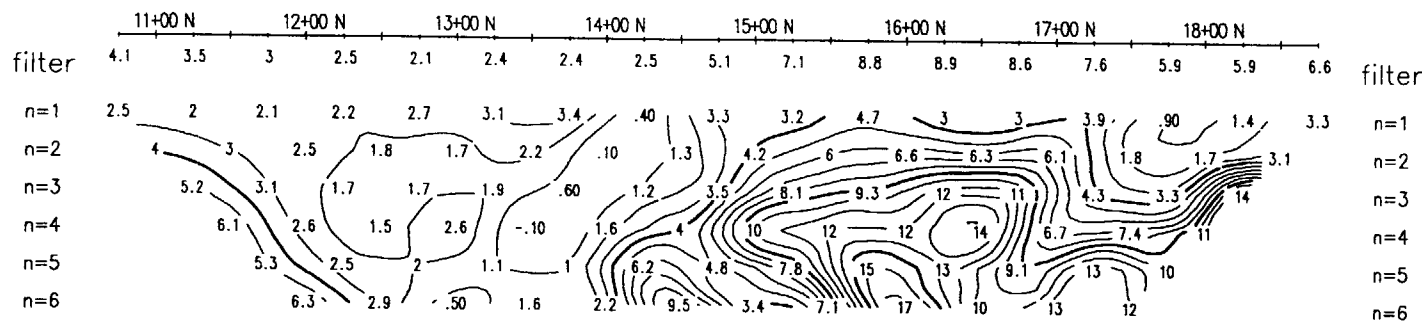 11+00 N 12+00 N 13+00 N 14+00 N 15+00 N 16+00 N 17+00 N 18+00 N
filter 4.1 3.5 3 2.5 2.1 2.4 2.4 2.5 5.1 7.1 8.8 8.9 8.6 7.6 5.9 5.9 6.6 filter
n=1 2.5 2 2.1 2.2 2.7 3.1 3.4 .40 3.3 3.2 4.7 3 3 3.9 .90 1.4 3.3 n=1
n=2 4 3 2.5 1.8 1.7 2.2 .10 1.3 4.2 6 6.6 6.3 6.1 1.8 1.7 3.1 n=2
n=3 5.2 3.1 1.7 1.7 1.9 .60 1.2 3.5 8.1 9.3 12 11 4.3 3.3 14 n=3
n=4 6.1 2.6 1.5 2.6 -.10 1.6 4 10 12 12 14 6.7 7.4 11 n=4
n=5 5.3 2.5 2 1.1 1 6.2 4.8 7.8 15 13 9.1 13 10 n=5
n=6 6.3 2.9 .50 1.6 2.2 9.5 3.4 7.1 17 10 13 12 n=6